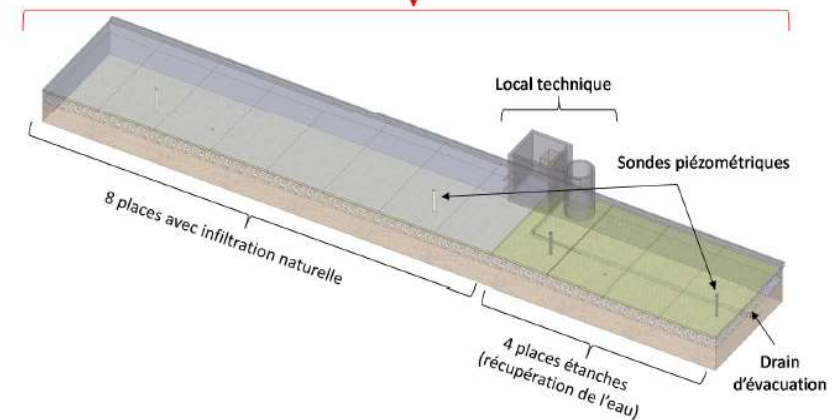 Local technique
Sondes piézométriques
8 places avec infiltration naturelle
4 places étanches
(récupération de l'eau)
Drain
d'évacuation